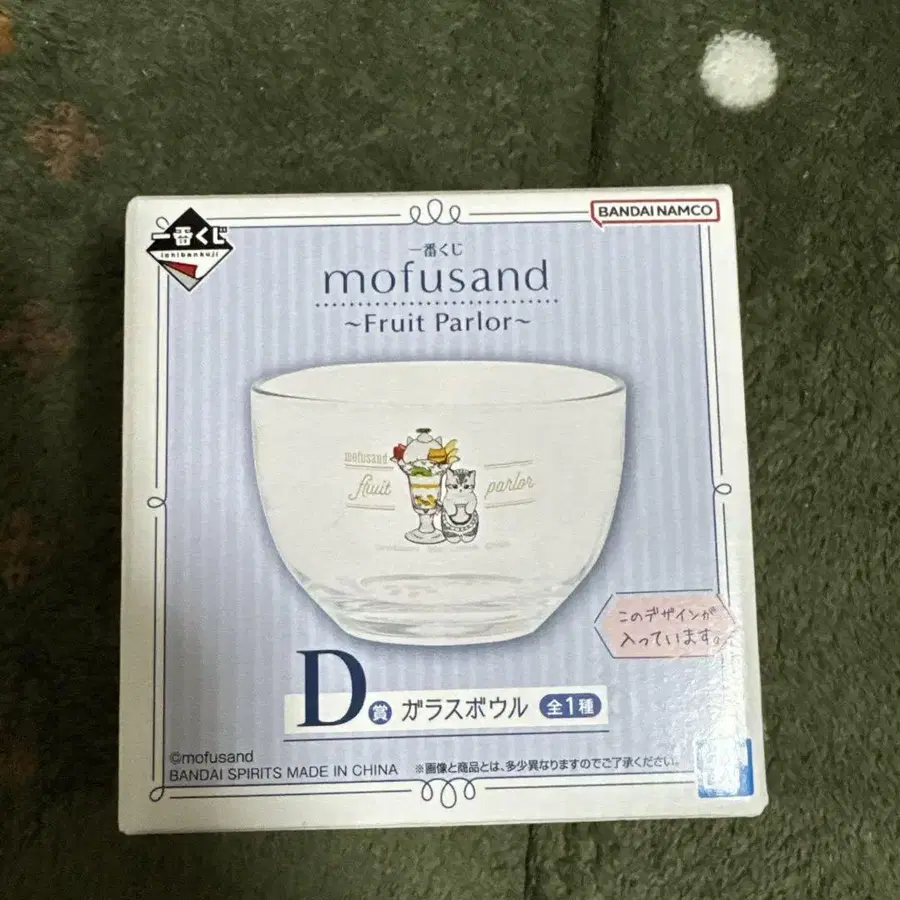 一番くじ
ichibankuji
BANDAI NAMCO
一番くじ
mofusand
~Fruit Parlor~
mofusand
fruit parlor
このデザインが
入っています。
D賞 ガラスボウル 全1種
©mofusand
BANDAI SPIRITS MADE IN CHINA
※画像と商品とは、多少異なりますのでご了承ください。